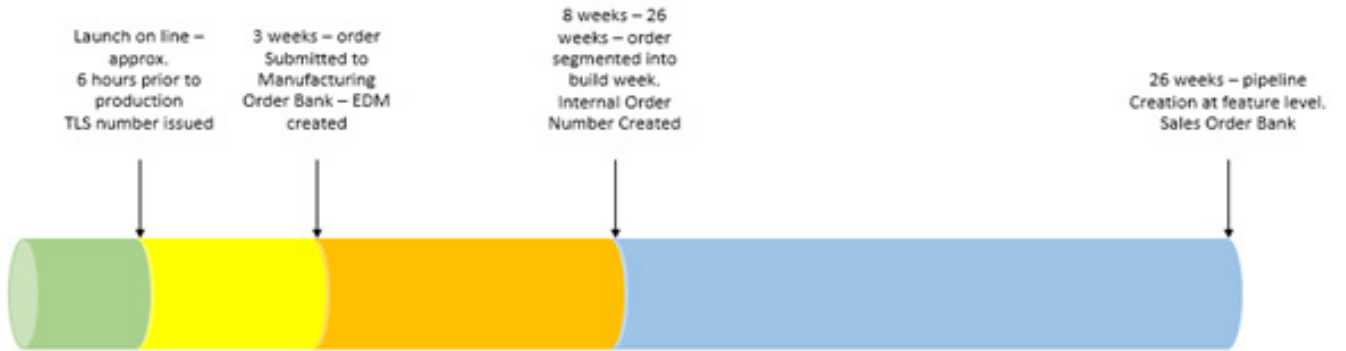 Launch on line –
approx.
6 hours prior to
production
TLS number issued
3 weeks – order
Submitted to
Manufacturing
Order Bank – EDM
created
8 weeks – 26
weeks – order
segmented into
build week.
Internal Order
Number Created
26 weeks – pipeline
Creation at feature level.
Sales Order Bank